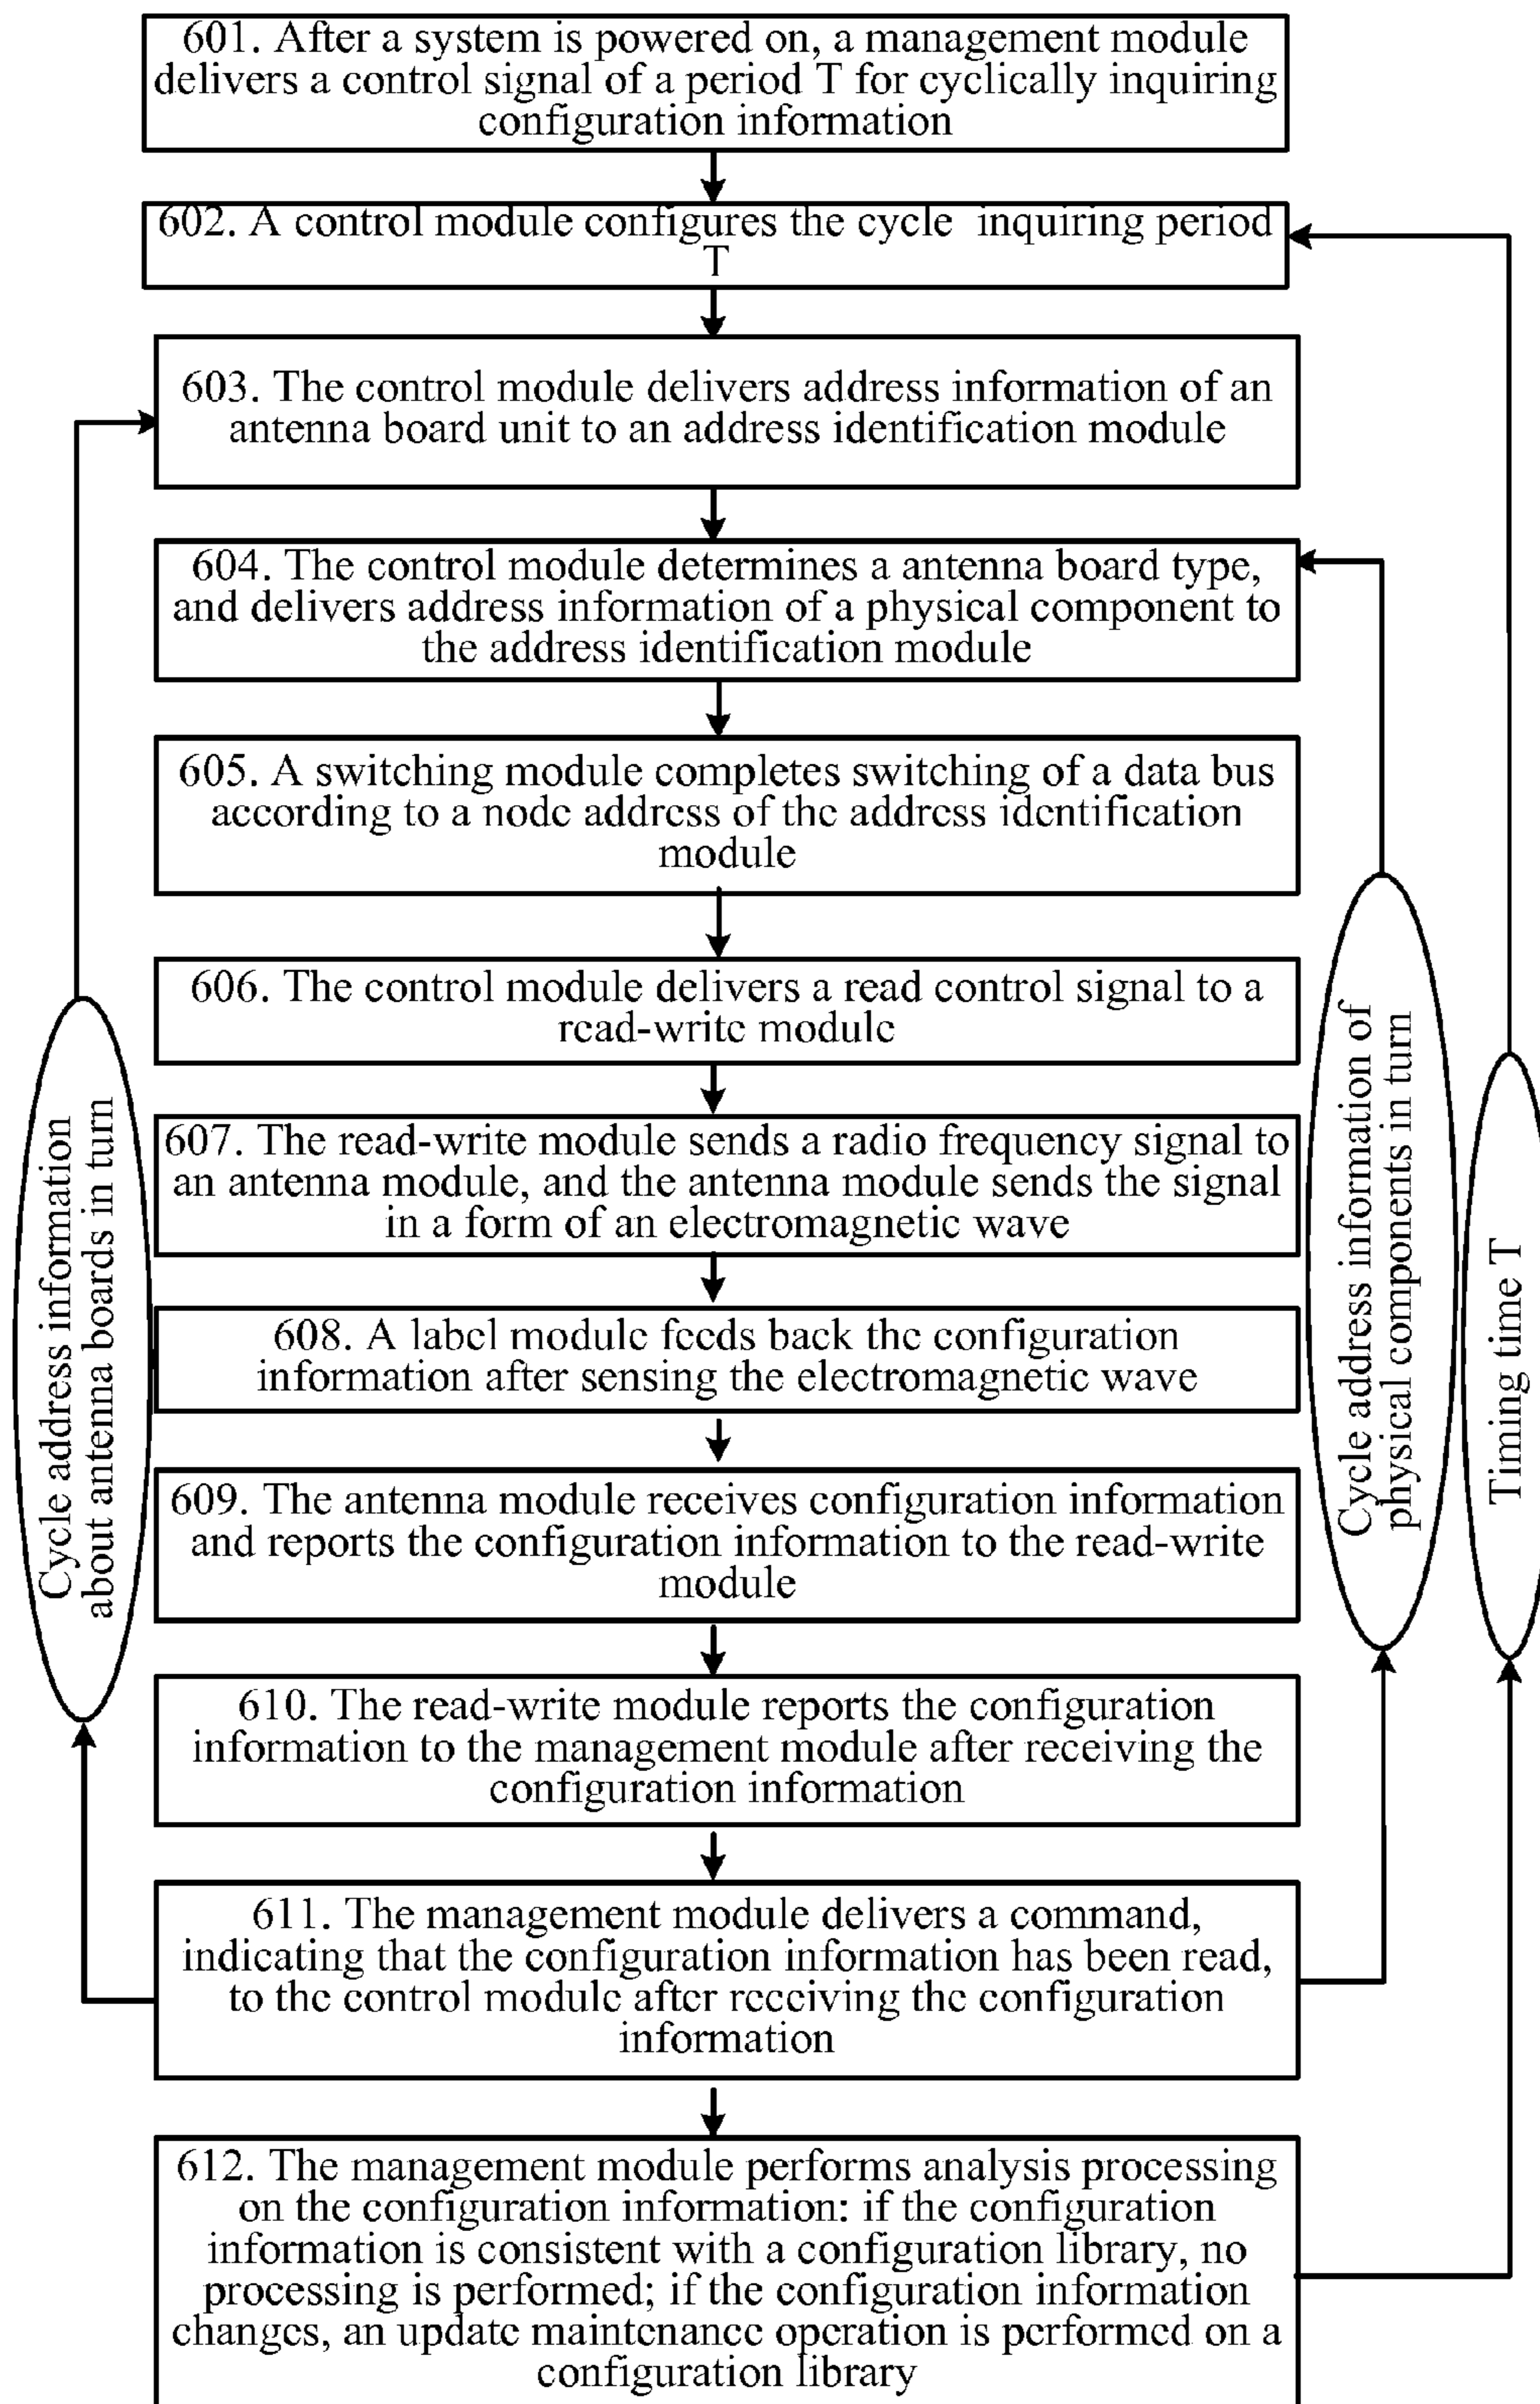 601. After a system is powered on, a management module
delivers a control signal of a period T for cyclically inquiring
configuration information
602. A control module configures the cycle inquiring period
T
603. The control module delivers address information of an
antenna board unit to an address identification module
604. The control module determines a antenna board type,
and delivers address information of a physical component to
the address identification module
605. A switching module completes switching of a data bus
according to a node address of the address identification
module
606. The control module delivers a read control signal to a
read-write module
607. The read-write module sends a radio frequency signal to
an antenna module, and the antenna module sends the signal
in a form of an electromagnetic wave
608. A label module feeds back the configuration
information after sensing the electromagnetic wave
609. The antenna module receives configuration information
and reports the configuration information to the read-write
module
610. The read-write module reports the configuration
information to the management module after receiving the
configuration information
611. The management module delivers a command,
indicating that the configuration information has been read,
to the control module after receiving the configuration
information
612. The management module performs analysis processing
on the configuration information: if the configuration
information is consistent with a configuration library, no
processing is performed; if the configuration information
changes, an update maintenance operation is performed on a
configuration library
Cycle address information
about antenna boards in turn
Cycle address information of
physical components in turn
Timing time T